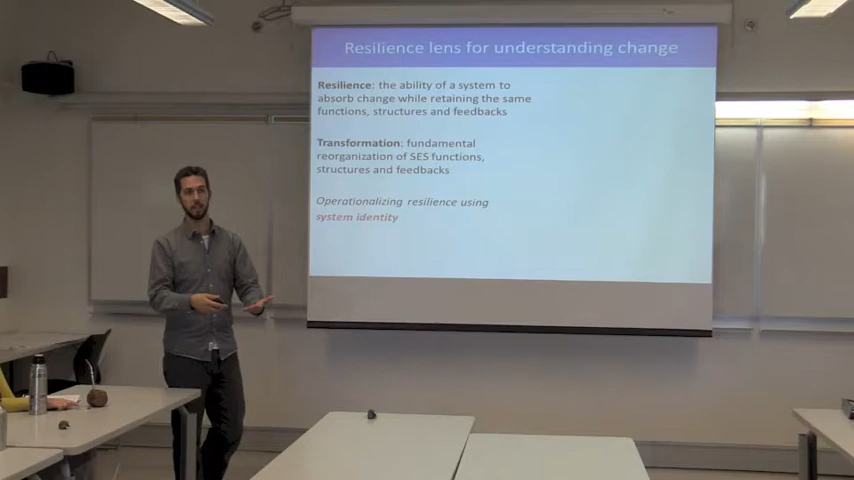 Resilience lens for understanding change
Resilience: the ability of a system to
absorb change while retaining the same
functions, structures and feedbacks
Transformation: fundamental
reorganization of SES functions,
structures and feedbacks
Operationalizing resilience using
system identity